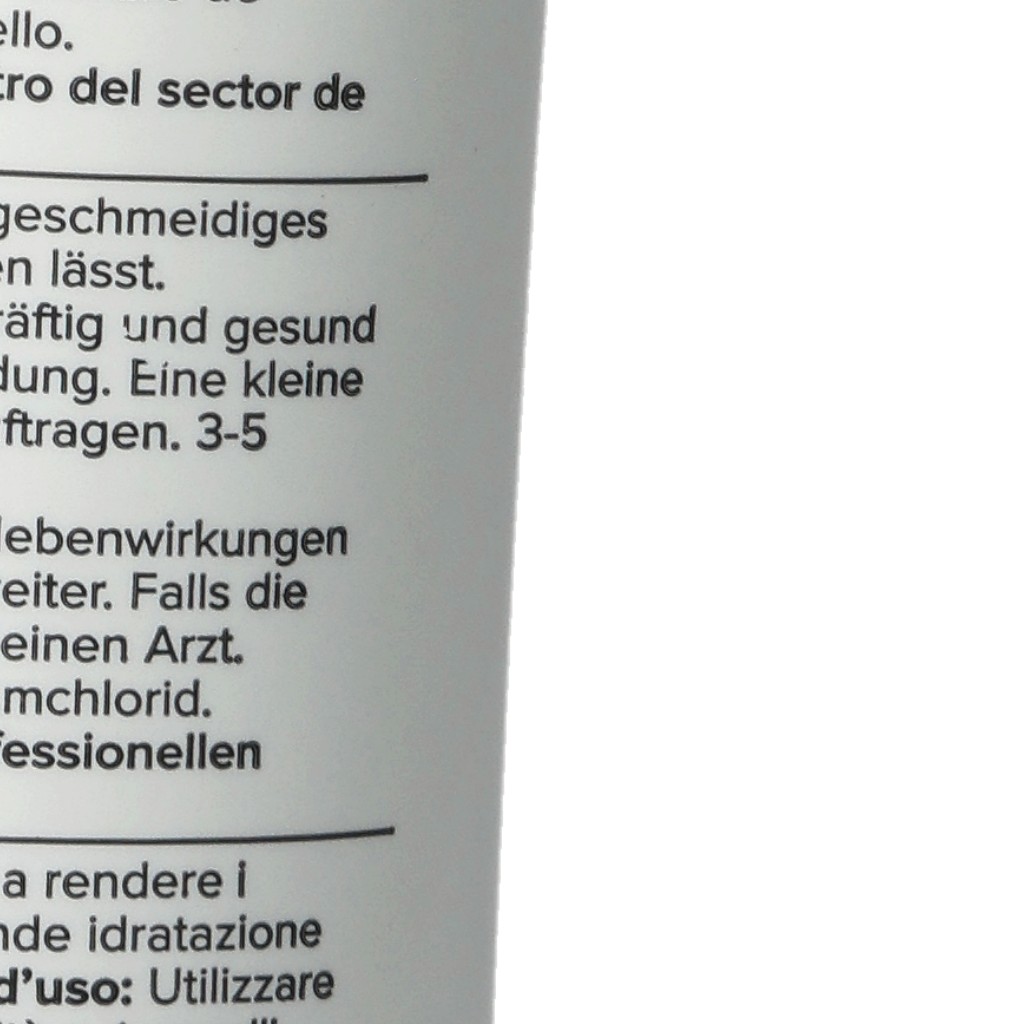 ello.
tro del sector de
geschmeidiges
en lässt.
räftig und gesund
dung. Eine kleine
ftragen. 3-5
lebenwirkungen
eiter. Falls die
einen Arzt.
mchlorid.
fessionellen
a rendere i
nde idratazione
d’uso: Utilizzare